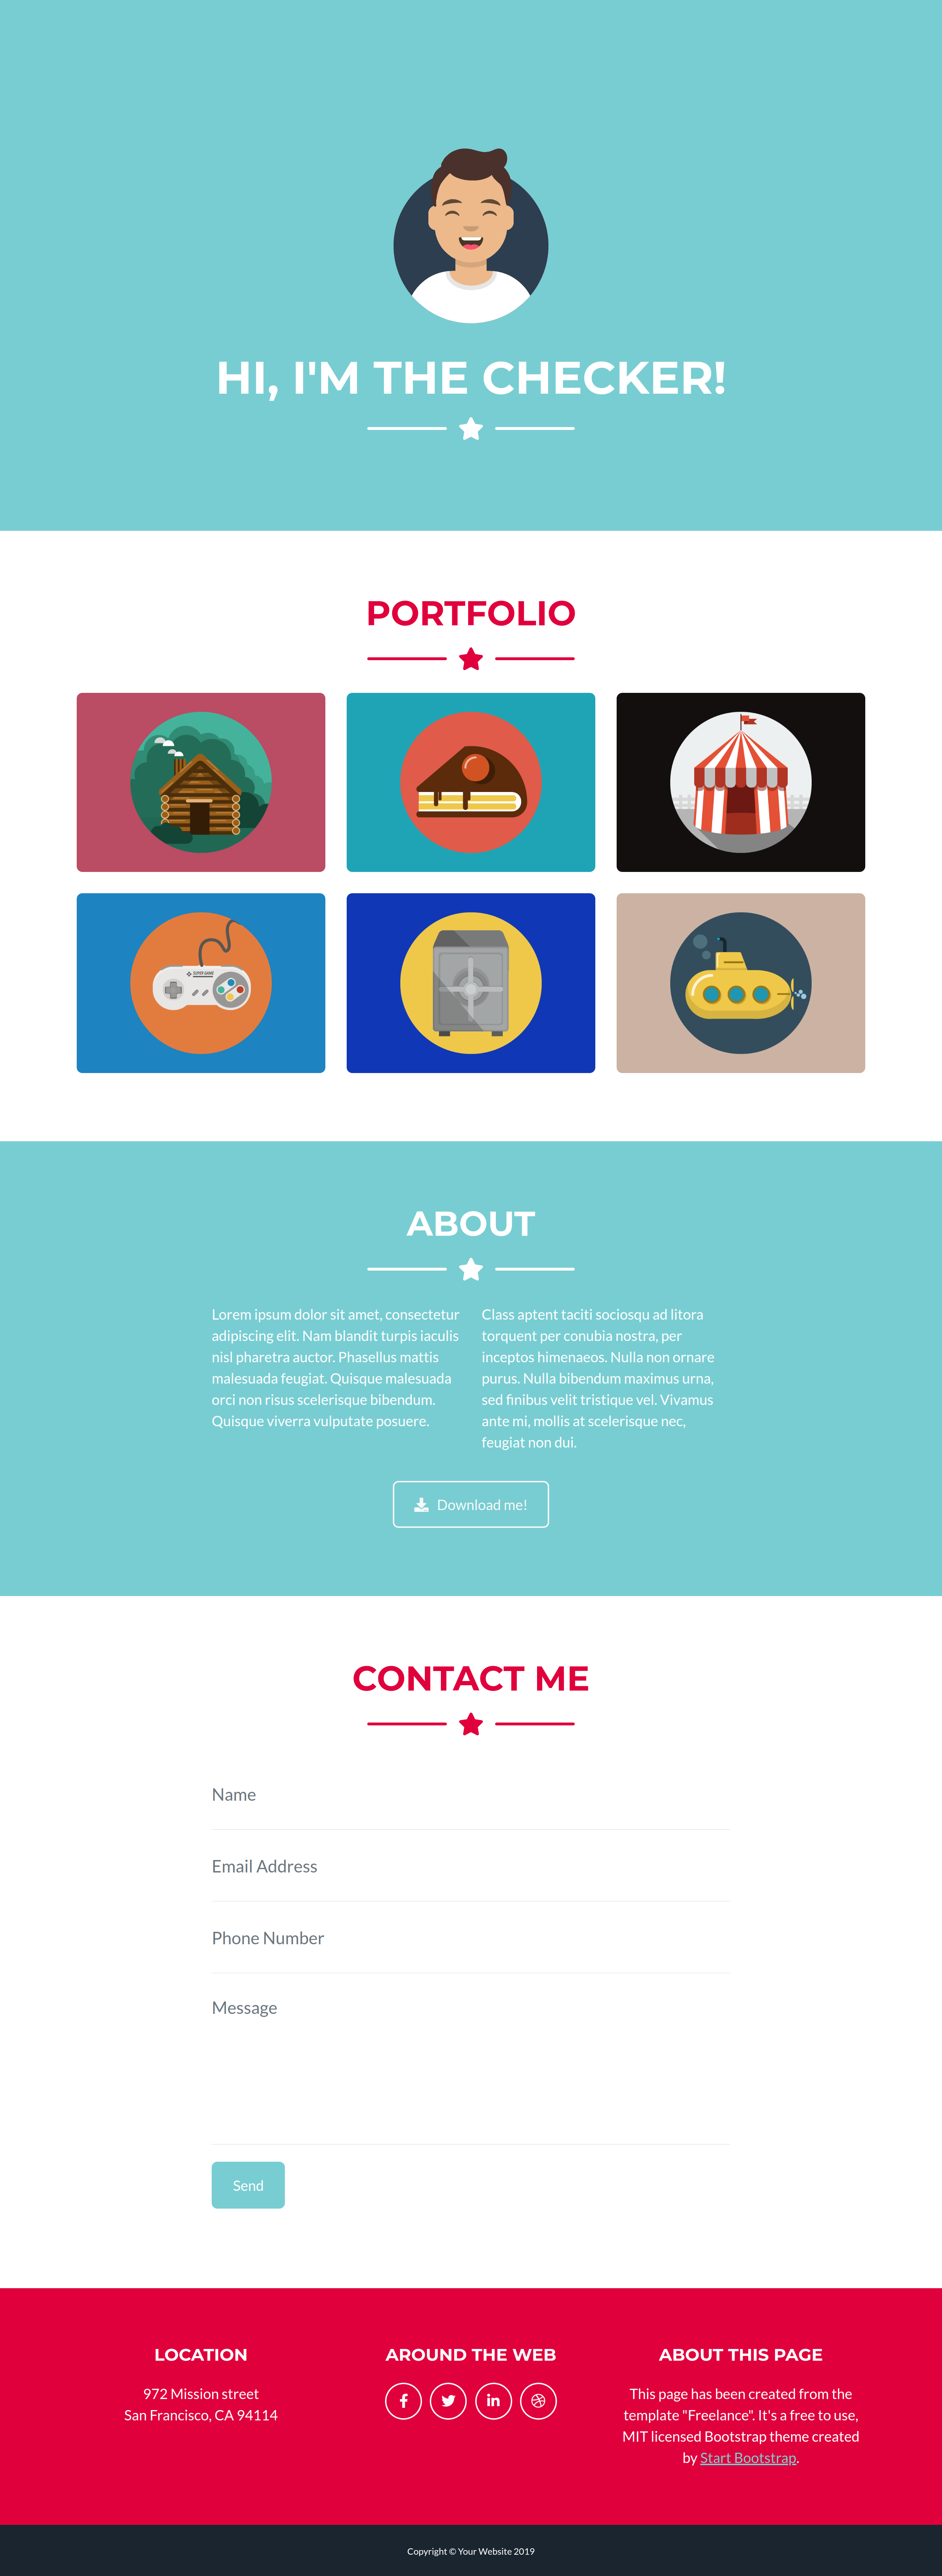 HI, I'M THE CHECKER!
PORTFOLIO
SUPER-GAME
ABOUT
Lorem ipsum dolor sit amet, consectetur
adipiscing elit. Nam blandit turpis iaculis
nisl pharetra auctor. Phasellus mattis
malesuada feugiat. Quisque malesuada
orci non risus scelerisque bibendum.
Quisque viverra vulputate posuere.
Class aptent taciti sociosqu ad litora
torquent per conubia nostra, per
inceptos himenaeos. Nulla non ornare
purus. Nulla bibendum maximus urna,
sed finibus velit tristique vel. Vivamus
ante mi, mollis at scelerisque nec,
feugiat non dui.
Download me!
CONTACT ME
Name
Email Address
Phone Number
Message
Send
LOCATION
972 Mission street
San Francisco, CA 94114
AROUND THE WEB
ABOUT THIS PAGE
This page has been created from the
template "Freelance". It's a free to use,
MIT licensed Bootstrap theme created
by Start Bootstrap.
Copyright © Your Website 2019